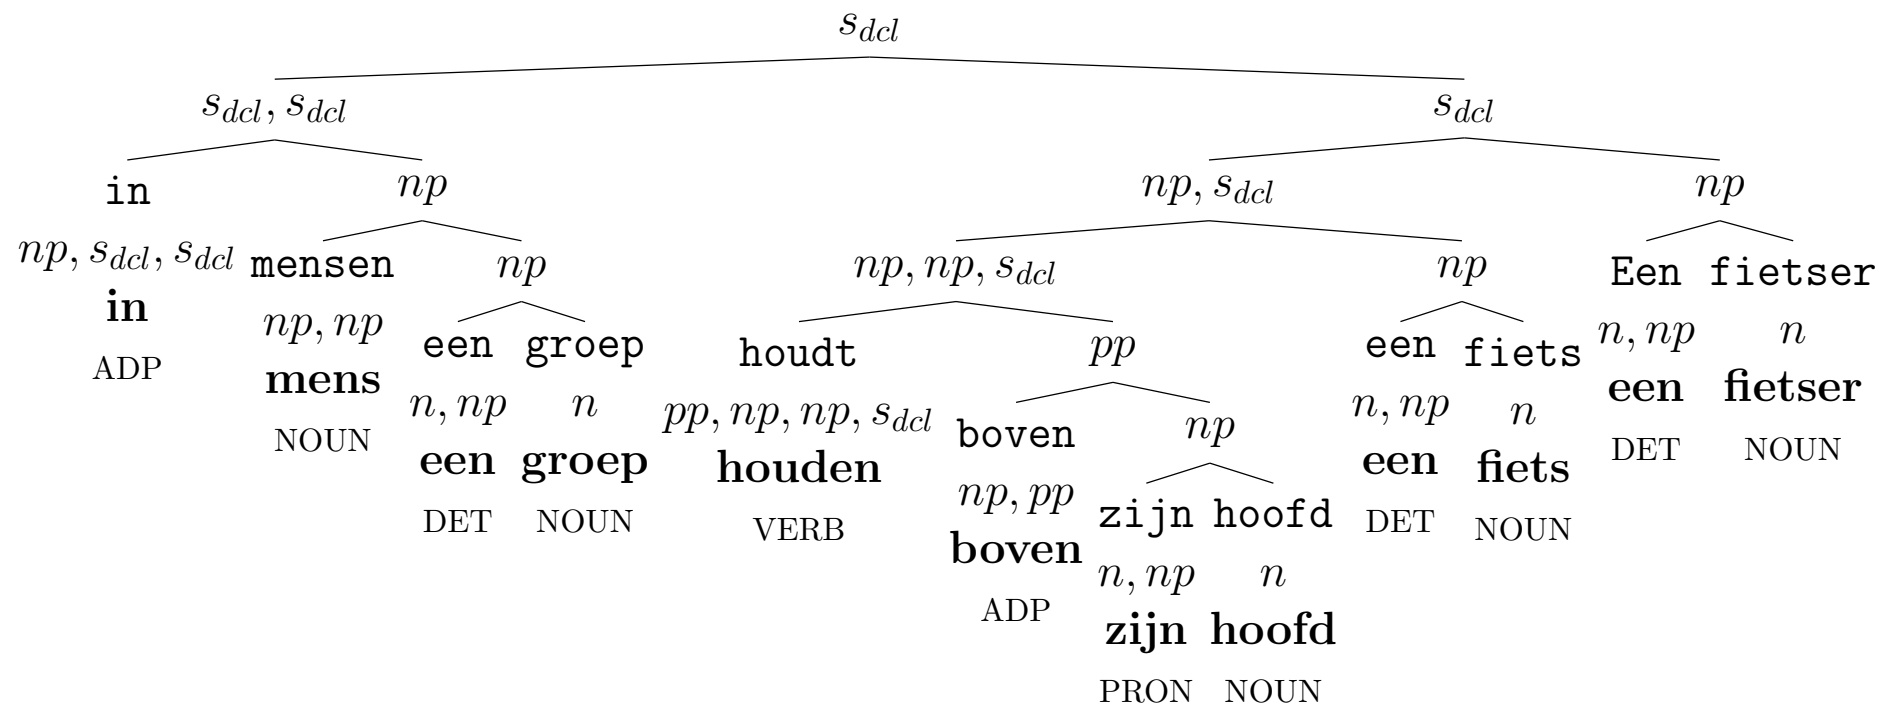 s_dcl
s_dcl, s_dcl s_dcl
in np np, s_dcl np
np, s_dcl, s_dcl mensen np np, np, s_dcl np Een fietser
in np, np een groep houdt pp een fiets n, np n
ADP mens n, np n pp, np, np, s_dcl boven np n, np n een fietser
NOUN een groep houden np, pp zijn hoofd een fiets DET NOUN
DET NOUN VERB boven n, np n DET NOUN
ADP zijn hoofd
PRON NOUN